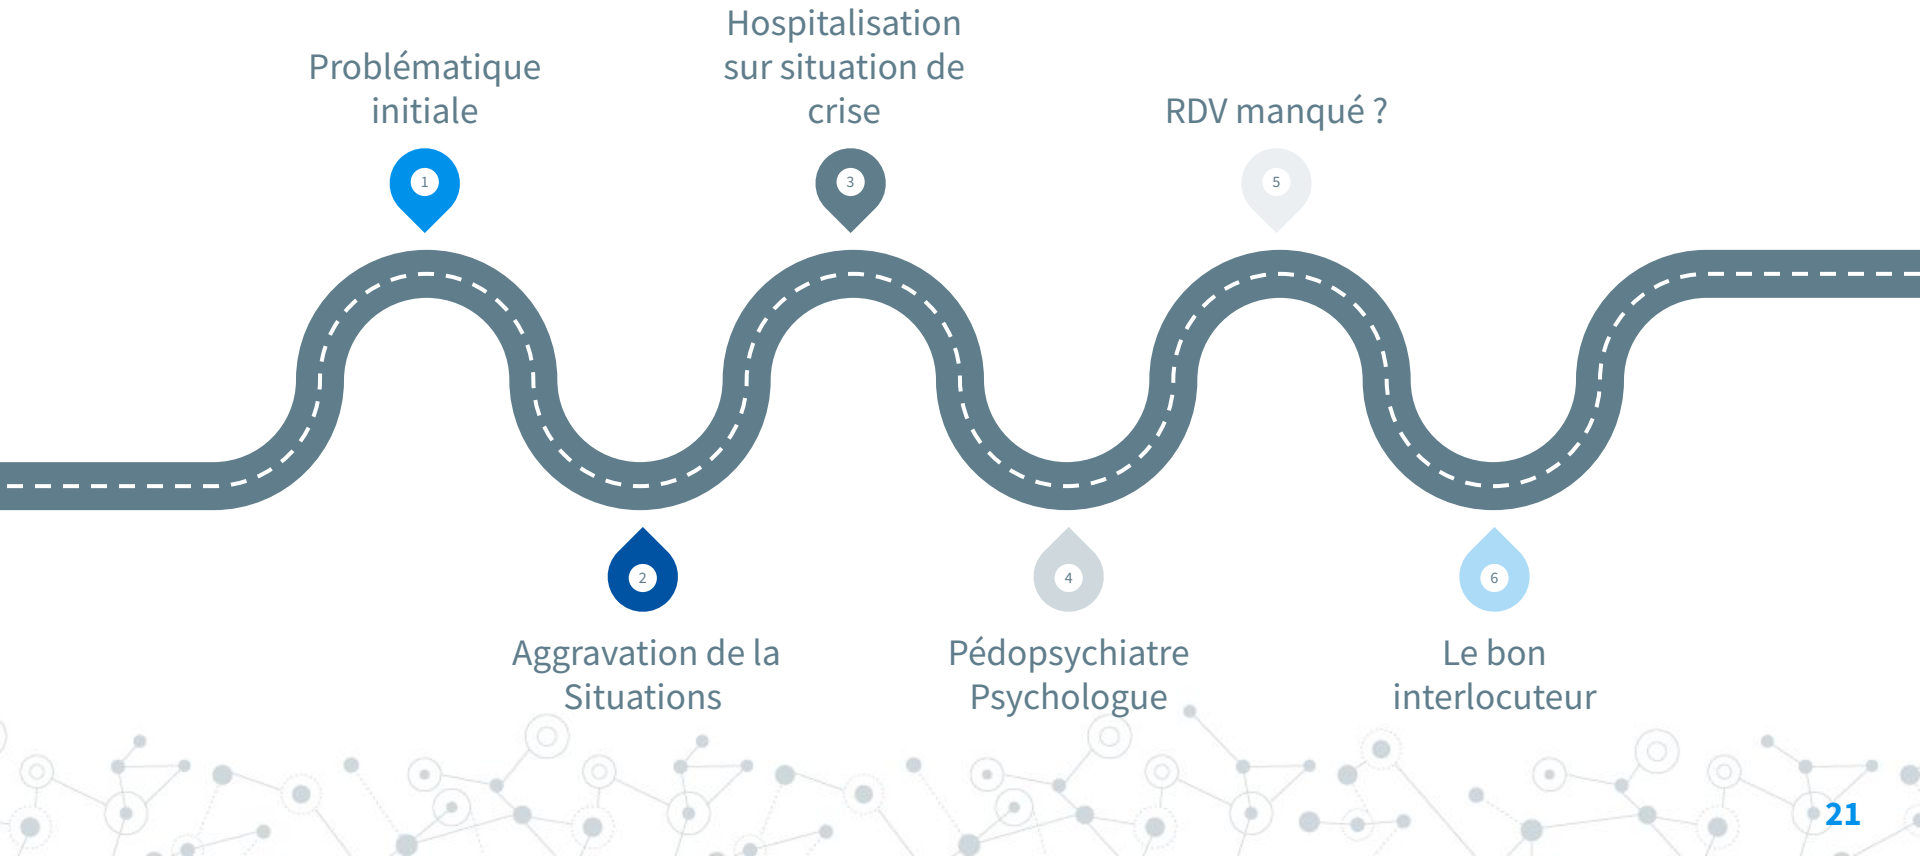 Problématique
initiale
1
Aggravation de la
Situations
2
Hospitalisation
sur situation de
crise
3
Pédopsychiatre
Psychologue
4
RDV manqué ?
5
Le bon
interlocuteur
6
21